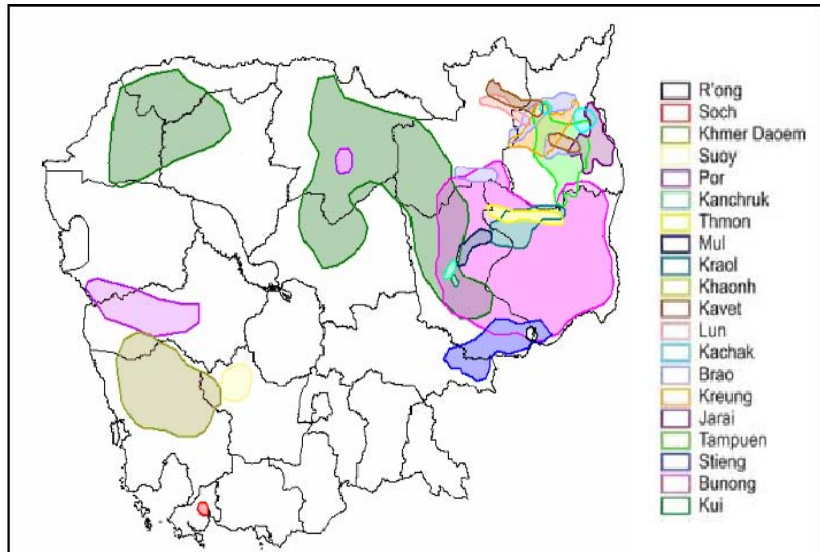 R'ong
Soch
Khmer Daoem
Suoy
Por
Kanchruk
Thmon
Mul
Kraol
Khaonh
Kavet
Lun
Kachak
Brao
Kreung
Jarai
Tampuen
Stieng
Bunong
Kui